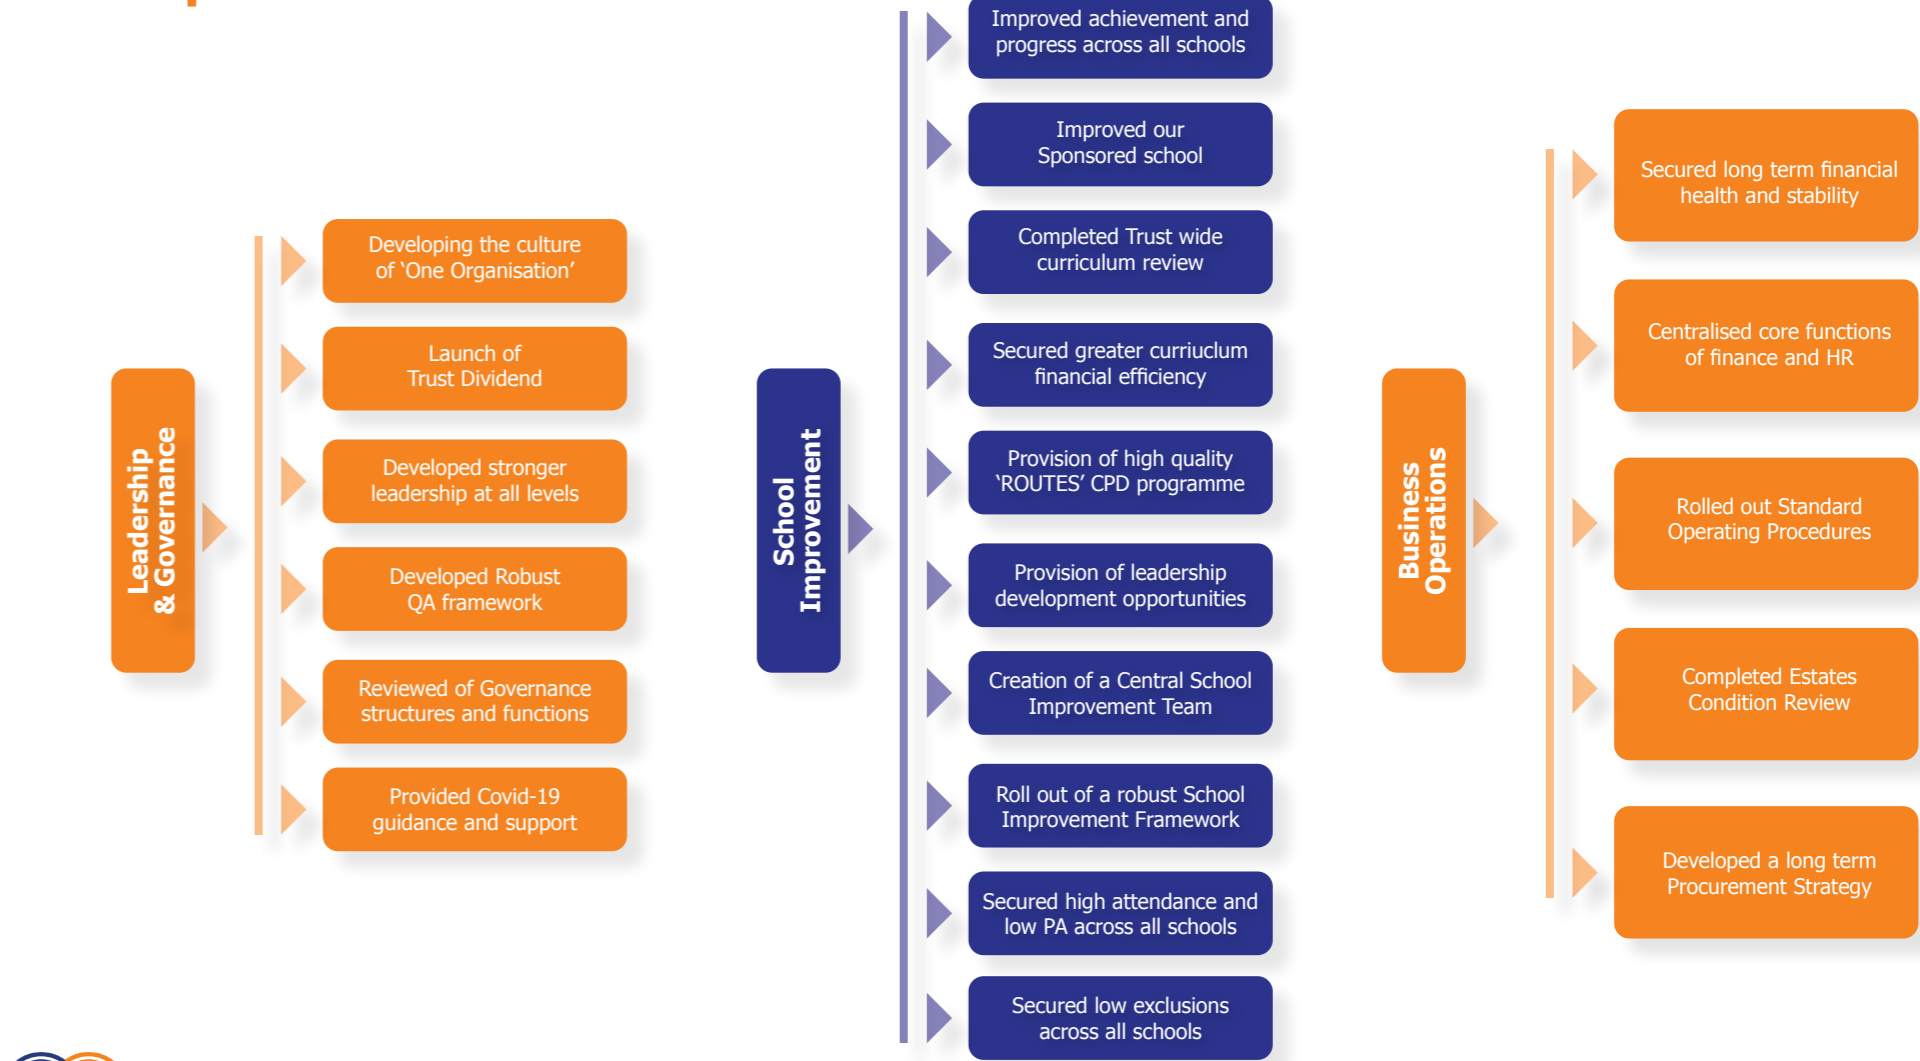 Leadership
& Governance
Developing the culture
of ‘One Organisation’
Launch of
Trust Dividend
Developed stronger
leadership at all levels
Developed Robust
QA framework
Reviewed of Governance
structures and functions
Provided Covid-19
guidance and support
School
Improvement
Improved achievement and
progress across all schools
Improved our
Sponsored school
Completed Trust wide
curriculum review
Secured greater curriuclum
financial efficiency
Provision of high quality
‘ROUTES’ CPD programme
Provision of leadership
development opportunities
Creation of a Central School
Improvement Team
Roll out of a robust School
Improvement Framework
Secured high attendance and
low PA across all schools
Secured low exclusions
across all schools
Business
Operations
Secured long term financial
health and stability
Centralised core functions
of finance and HR
Rolled out Standard
Operating Procedures
Completed Estates
Condition Review
Developed a long term
Procurement Strategy